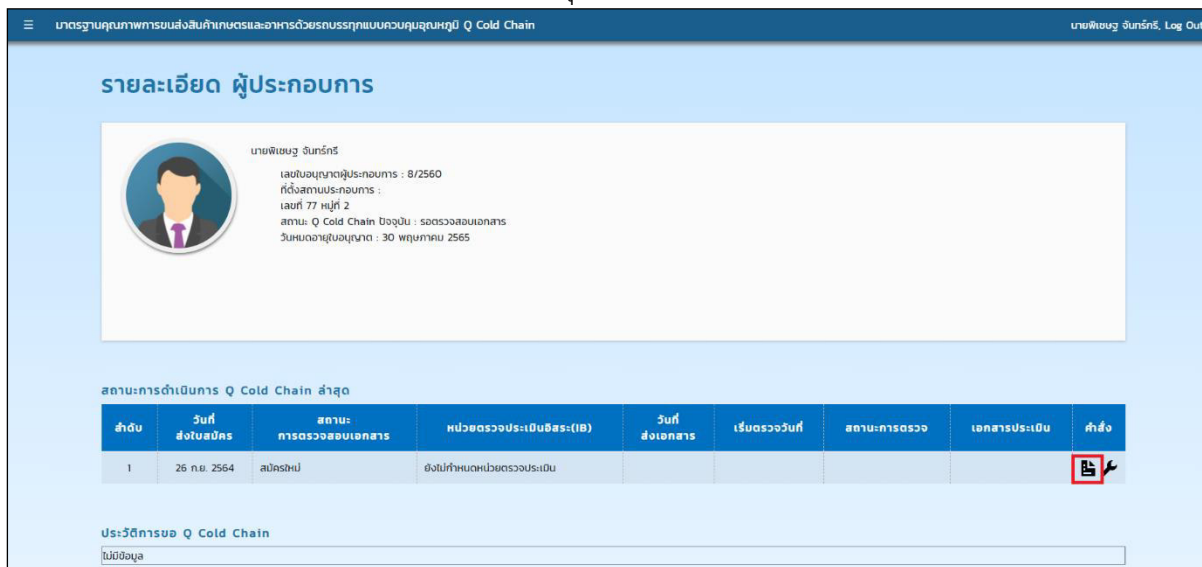 มาตรฐานคุณภาพการขนส่งสินค้าเกษตรและอาหารด้วยรถบรรทุกแบบควบคุมอุณหภูมิ Q Cold Chain
นายพิเชษฐ จันทร์ทรี, Log Out
รายละเอียด ผู้ประกอบการ
นายพิเชษฐ จันทร์ทรี
เลขใบอนุญาตผู้ประกอบการ : 8/2560
ที่ตั้งสถานประกอบการ :
เลขที่ 77 หมู่ที่ 2
สถานะ Q Cold Chain ปัจจุบัน : รอตรวจสอบเอกสาร
วันหมดอายุใบอนุญาต : 30 พฤษภาคม 2565
สถานะการดำเนินการ Q Cold Chain ล่าสุด
ลำดับ วันที่ส่งใบสมัคร สถานะการตรวจสอบเอกสาร หน่วยตรวจประเมินอิสระ(IB) วันที่ส่งเอกสาร เริ่มตรวจวันที่ สถานะการตรวจ เอกสารประเมิน คำสั่ง
1 26 ก.ย. 2564 สมัครใหม่ ยังไม่กำหนดหน่วยตรวจประเมิน
ประวัติการขอ Q Cold Chain
ไม่มีข้อมูล